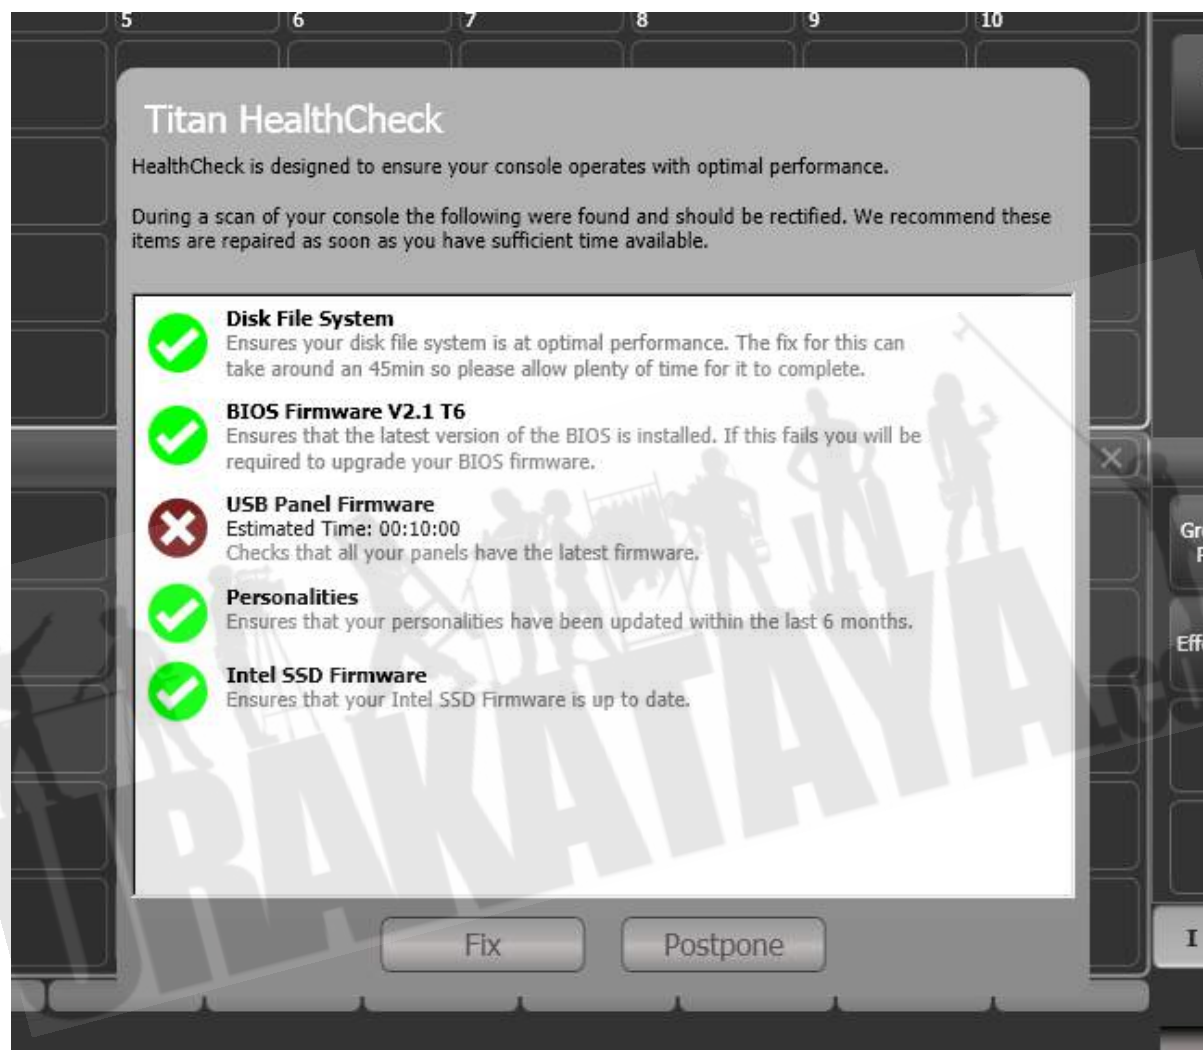 5 6 7 8 9 10
Titan HealthCheck
HealthCheck is designed to ensure your console operates with optimal performance.
During a scan of your console the following were found and should be rectified. We recommend these
items are repaired as soon as you have sufficient time available.
Disk File System
Ensures your disk file system is at optimal performance. The fix for this can
take around an 45min so please allow plenty of time for it to complete.
BIOS Firmware V2.1 T6
Ensures that the latest version of the BIOS is installed. If this fails you will be
required to upgrade your BIOS firmware.
USB Panel Firmware
Estimated Time: 00:10:00
Checks that all your panels have the latest firmware.
Personalities
Ensures that your personalities have been updated within the last 6 months.
Intel SSD Firmware
Ensures that your Intel SSD Firmware is up to date.
Fix
Postpone